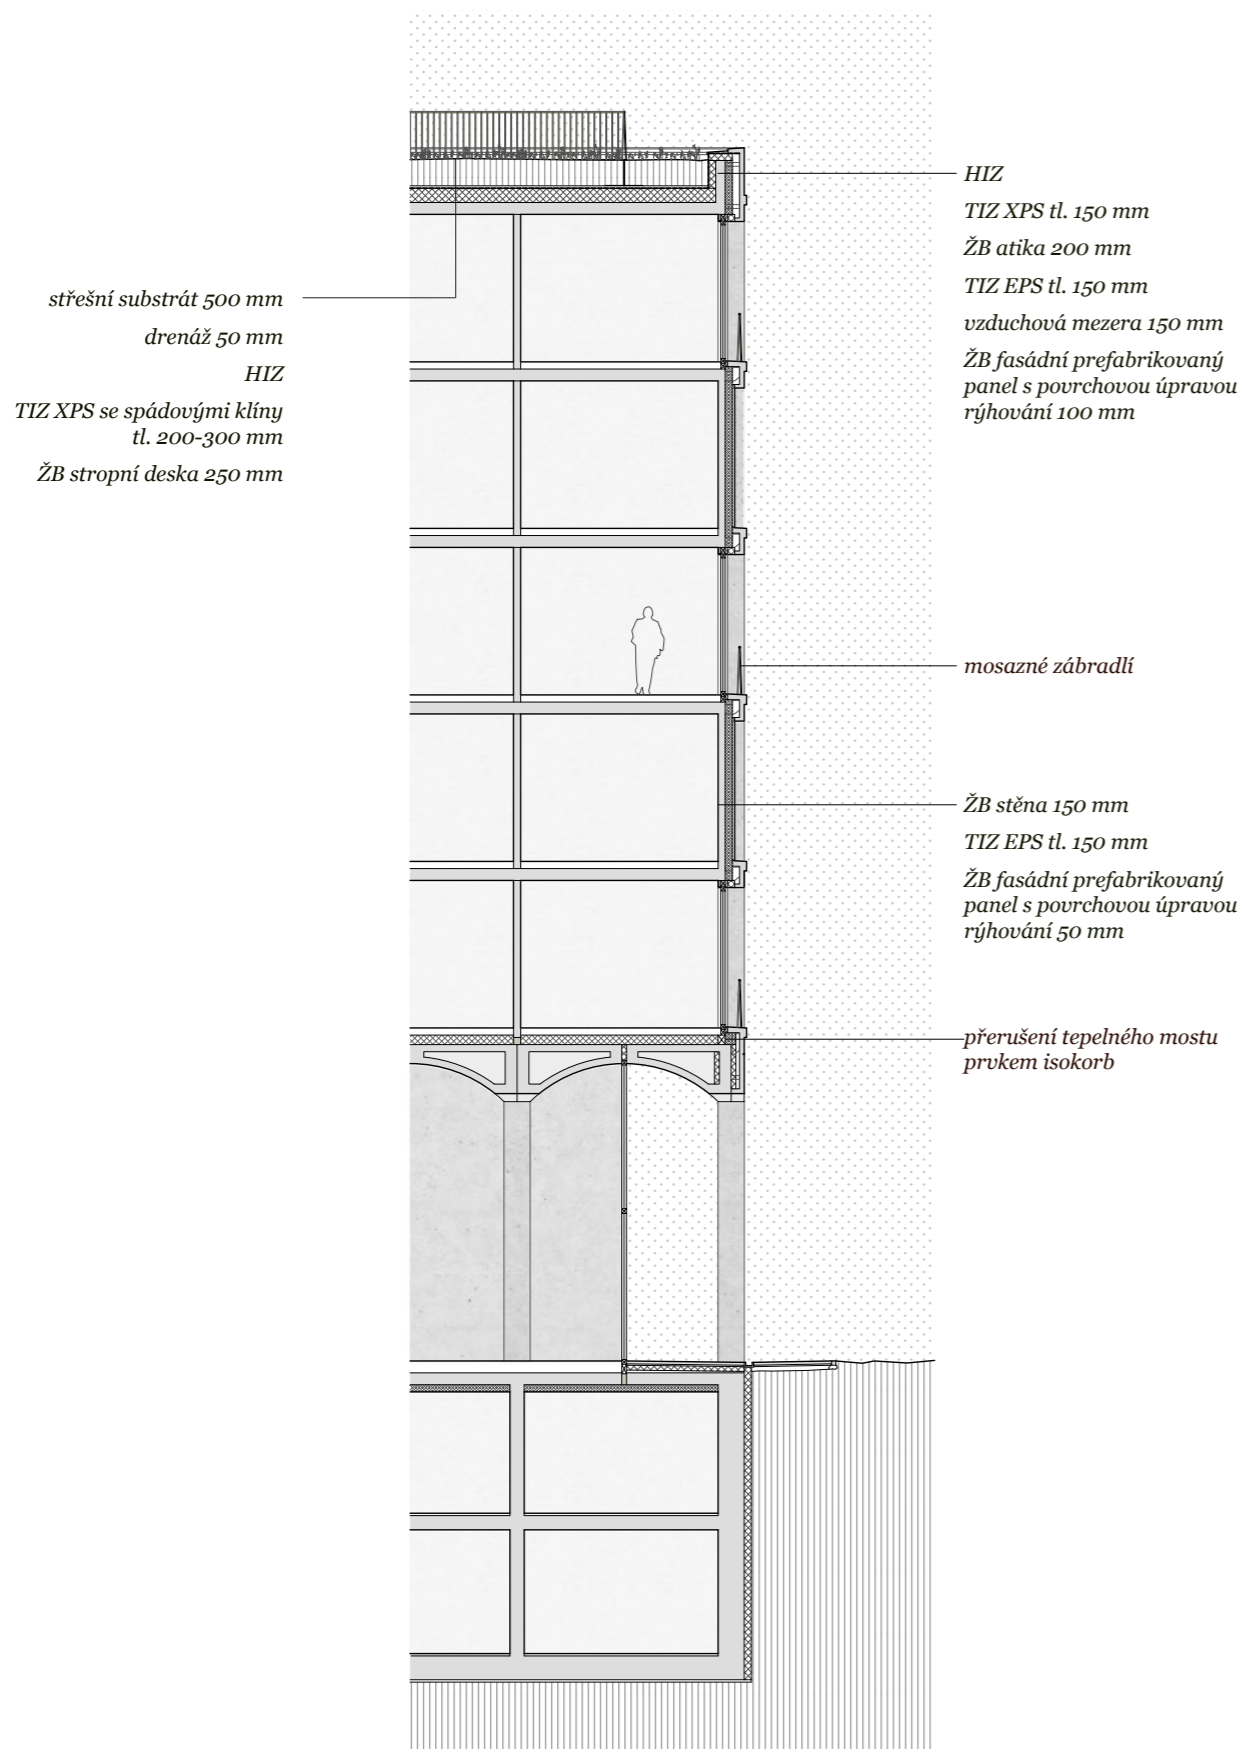 střešní substrát 500 mm
drenáž 50 mm
HIZ
TIZ XPS se spádovými klíny
tl. 200-300 mm
ŽB stropní deska 250 mm
HIZ
TIZ XPS tl. 150 mm
ŽB atika 200 mm
TIZ EPS tl. 150 mm
vzduchová mezera 150 mm
ŽB fasádní prefabrikovaný
panel s povrchovou úpravou
rýhování 100 mm
mosazné zábradlí
ŽB stěna 150 mm
TIZ EPS tl. 150 mm
ŽB fasádní prefabrikovaný
panel s povrchovou úpravou
rýhování 50 mm
přerušení tepelného mostu
prvkem isokorb